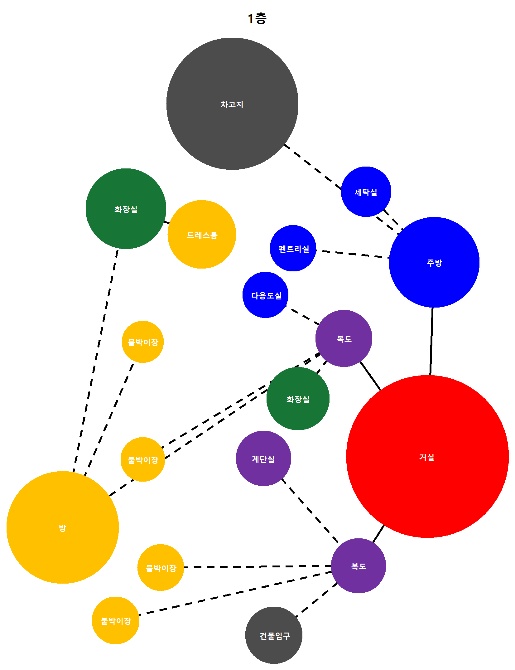 1층
차고지
세탁실
화장실
드레스룸
팬트리실
주방
다용도실
복도
붙박이장
화장실
거실
붙박이장
계단실
방
붙박이장
복도
붙박이장
건물입구